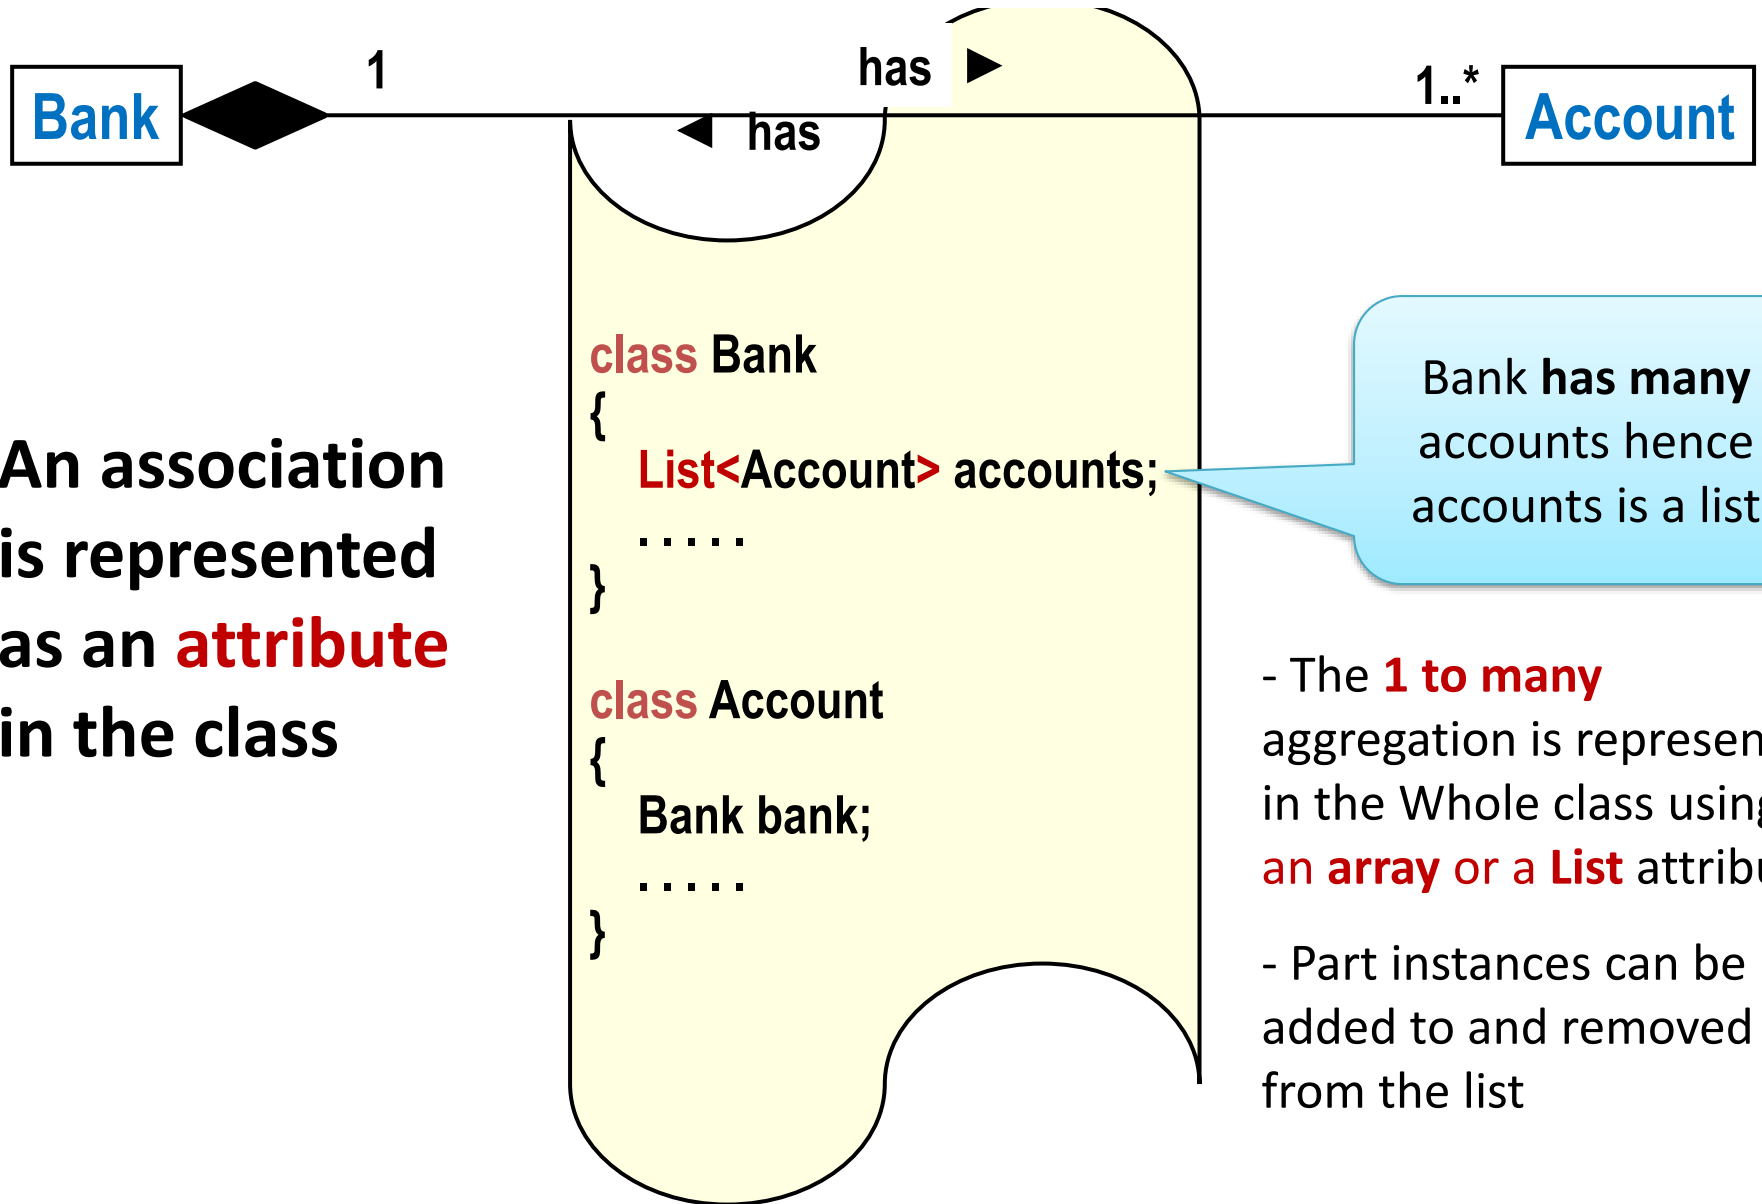 1
has ►
1..*
Bank
Account
◄ has
class Bank
{
List<Account> accounts;
. . . . .
}
class Account
{
Bank bank;
. . . . .
}
An association
is represented
as an attribute
in the class
Bank has many
accounts hence
accounts is a list
- The 1 to many
aggregation is represen
in the Whole class using
an array or a List attribu
- Part instances can be
added to and removed
from the list